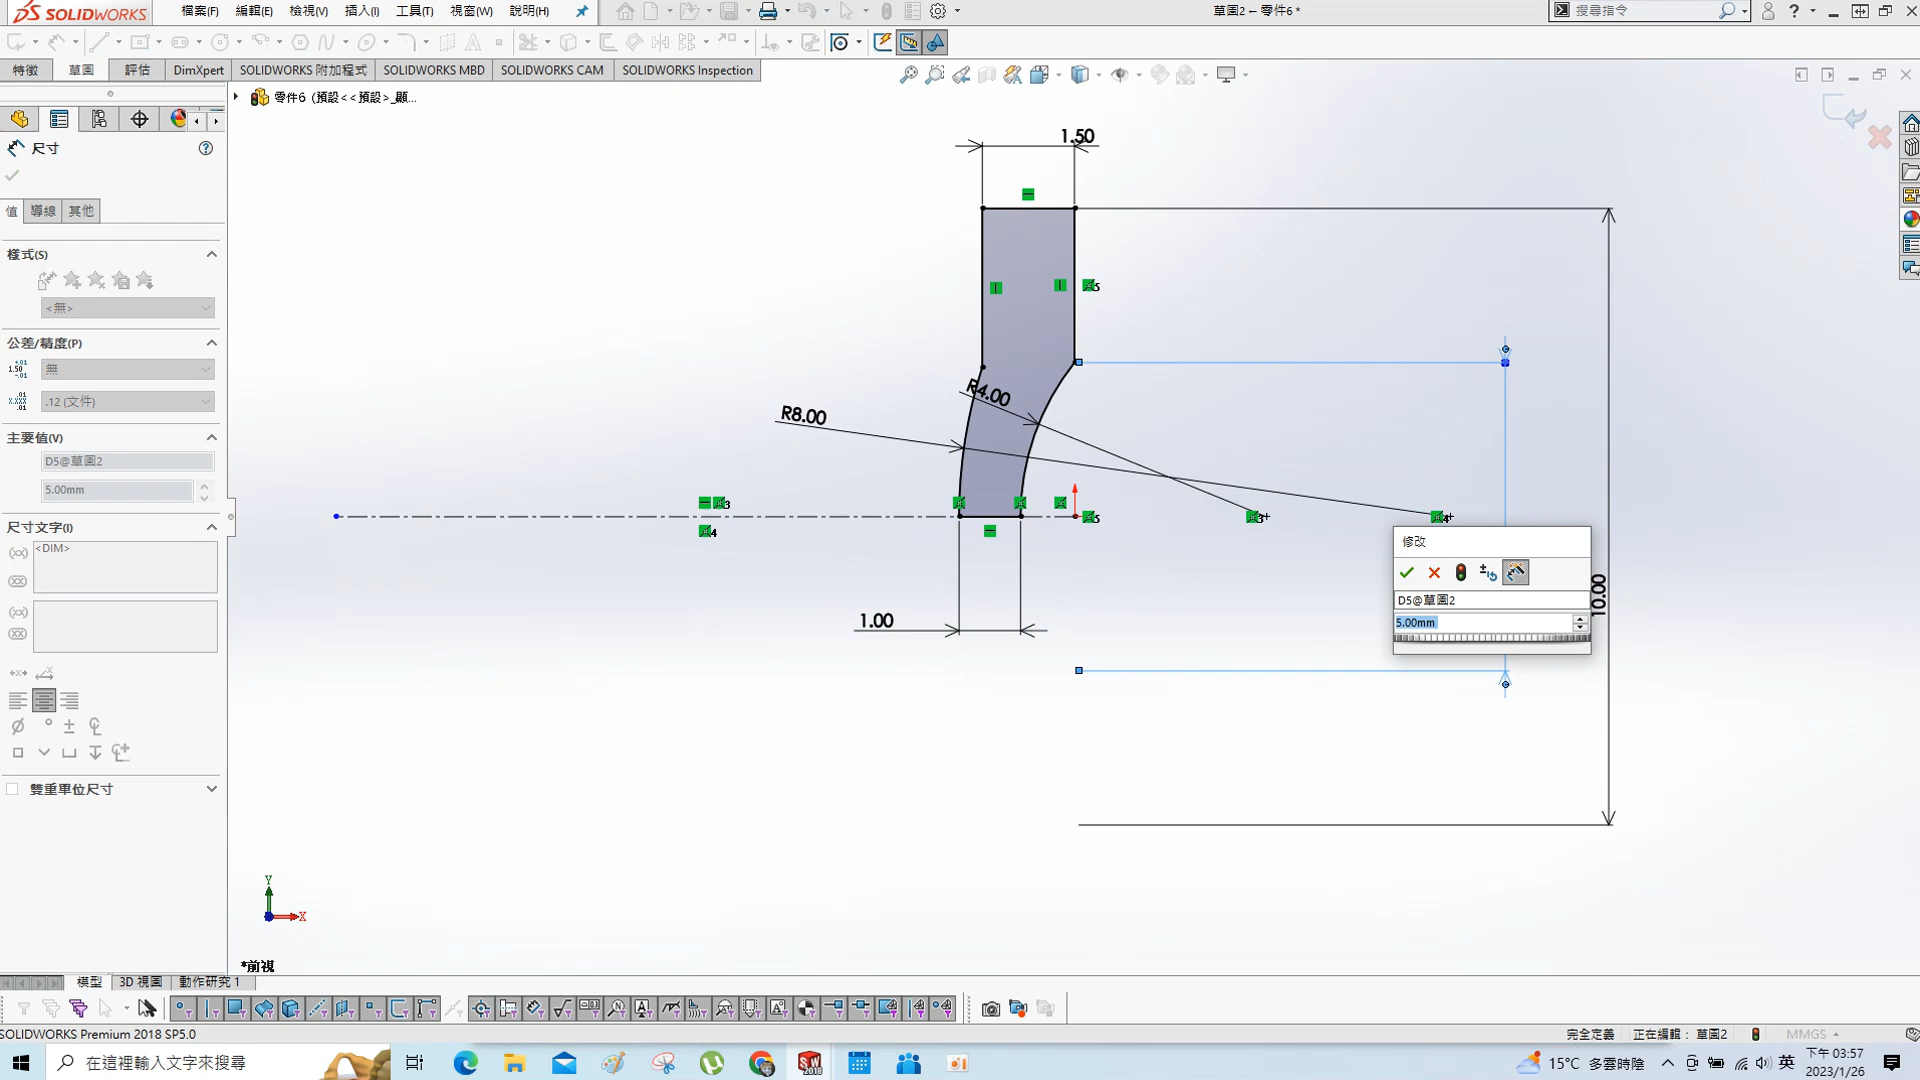 SOLIDWORKS 檔案(F) 編輯(E) 檢視(V) 插入(I) 工具(T) 視窗(W) 說明(H) 草圖2 ← 零件6 * 搜尋指令
特徵 草圖 評估 DimXpert SOLIDWORKS 附加程式 SOLIDWORKS MBD SOLIDWORKS CAM SOLIDWORKS Inspection
零件6 (預設<<預設>_顯...
尺寸
值 導線 其他
樣式(S)
<無>
公差/精度(P)
無
.12 (文件)
主要值(V)
D5@草圖2
5.00mm
尺寸文字(I)
<DIM>
雙重單位尺寸
1.50
R4.00
R8.00
1.00
10.00
修改
D5@草圖2
5.00mm
Y
X
*前視
模型 3D 視圖 動作研究 1
SOLIDWORKS Premium 2018 SP5.0 完全定義 正在編輯: 草圖2 MMGS
在這裡輸入文字來搜尋 15°C 多雲時陰 英 下午 03:57
2023/1/26